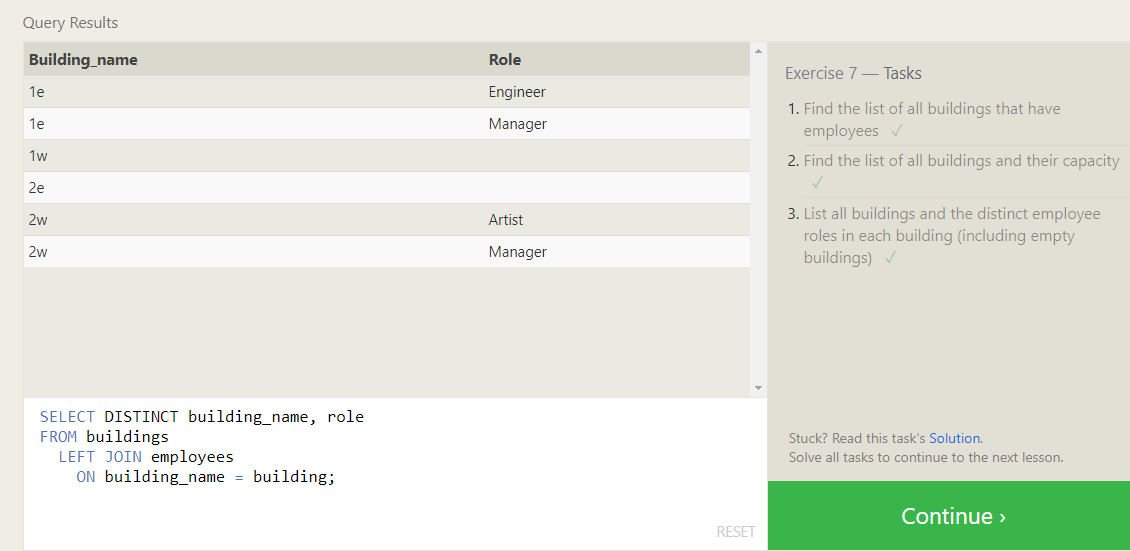 Query Results
Building_name Role
1e Engineer
1e Manager
1w
2e
2w Artist
2w Manager
SELECT DISTINCT building_name, role
FROM buildings
LEFT JOIN employees
ON building_name = building;
RESET
Exercise 7 — Tasks
1. Find the list of all buildings that have
employees ✓
2. Find the list of all buildings and their capacity
✓
3. List all buildings and the distinct employee
roles in each building (including empty
buildings) ✓
Stuck? Read this task's Solution.
Solve all tasks to continue to the next lesson.
Continue ›